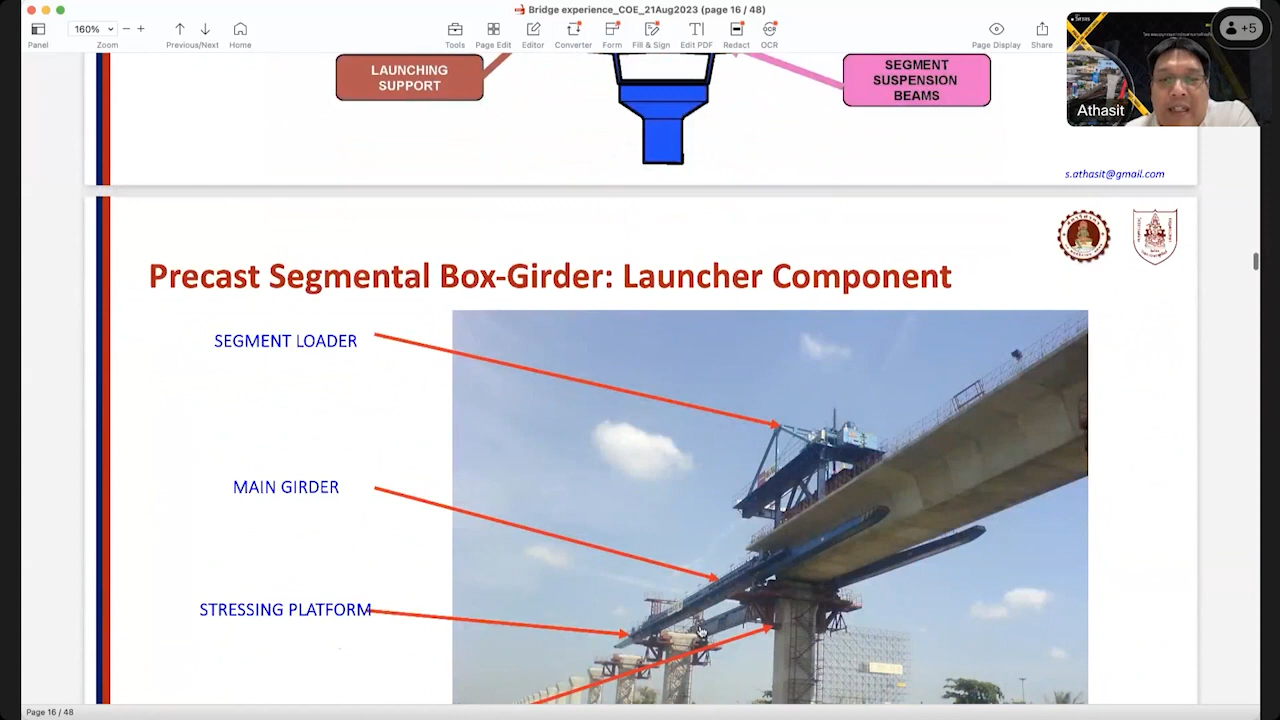 Bridge experience_COE_21Aug2023 (page 16 / 48)
160%
Panel
Zoom
Previous/Next
Home
Tools
Page Edit
Editor
Converter
Form
Fill & Sign
Edit PDF
Redact
OCR
OCR
Page Display
Share
+5
Athasit
LAUNCHING
SUPPORT
SEGMENT
SUSPENSION
BEAMS
s.athasit@gmail.com
Precast Segmental Box-Girder: Launcher Component
SEGMENT LOADER
MAIN GIRDER
STRESSING PLATFORM
Page 16 / 48